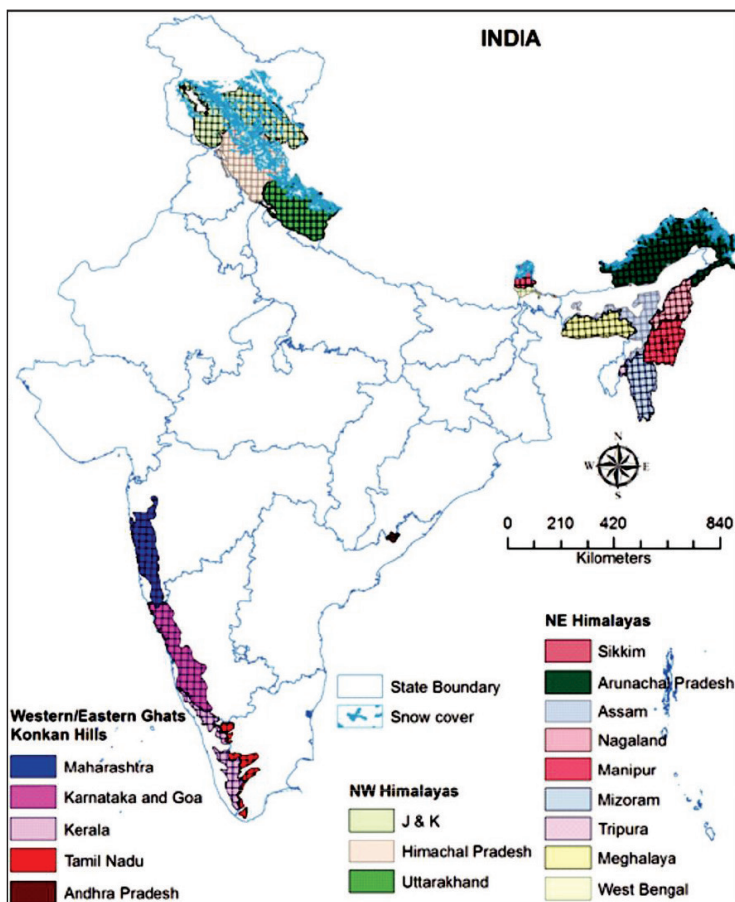 INDIA
N
W E
S
0 210 420 840
Kilometers
State Boundary
Snow cover
Western/Eastern Ghats
Konkan Hills
Maharashtra
Karnataka and Goa
Kerala
Tamil Nadu
Andhra Pradesh
NW Himalayas
J & K
Himachal Pradesh
Uttarakhand
NE Himalayas
Sikkim
Arunachal Pradesh
Assam
Nagaland
Manipur
Mizoram
Tripura
Meghalaya
West Bengal